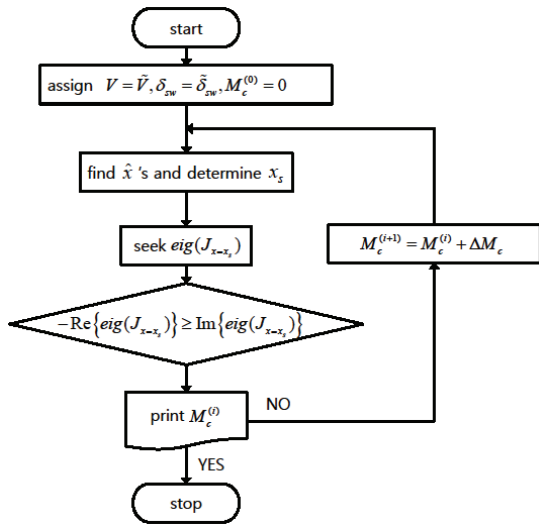 start
assign V = Ṽ, δ_sw = δ̃_sw, M_c^(0) = 0
find x̂ 's and determine x_s
seek eig(J_{x=x_s})
M_c^(i+1) = M_c^(i) + ΔM_c
−Re{eig(J_{x=x_s})} ≥ Im{eig(J_{x=x_s})}
print M_c^(i)
NO
YES
stop